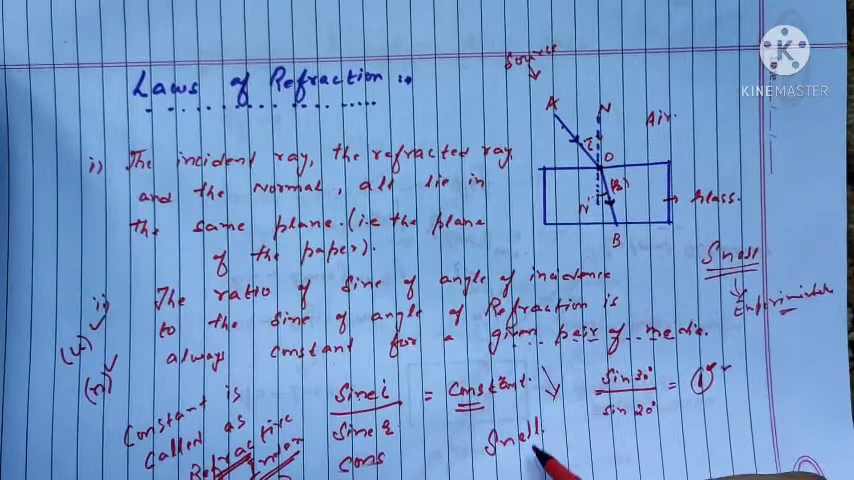 Source
Laws of Refraction :-
A
N
Air.
i
O
i) The incident ray, the refracted ray
and the Normal, all lie in
the same plane. (i.e the plane
of the paper).
N'
Glass.
B
Snell
ii) The ratio of sine of angle of incidence
to the sine of angle of Refraction is
always constant for a given pair of media.
(μ)
(n)
Constant is
called as
Refractive
Index
Sine i
Sine r
= constant.
Sin 30°
sin 20°
=
Snell
cons
K
KINEMASTER